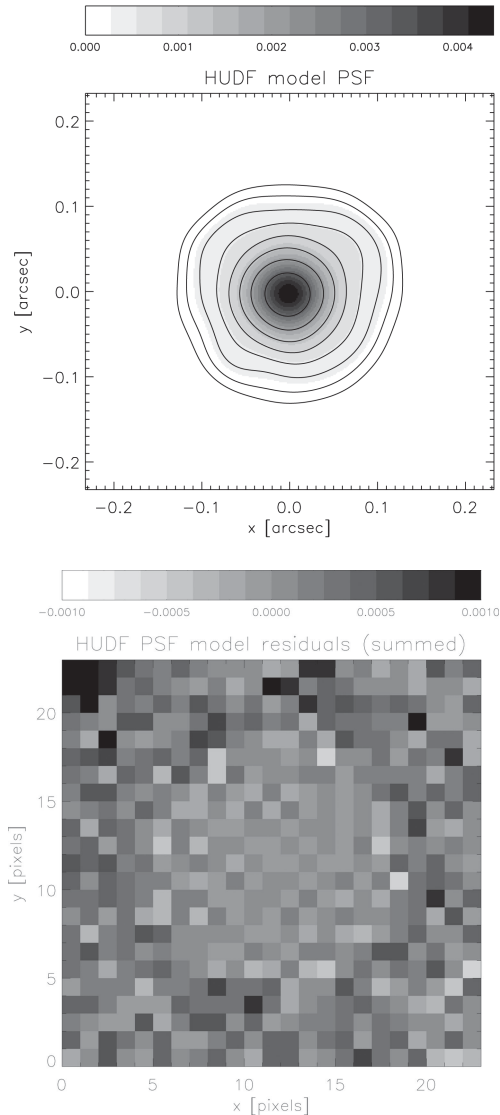 0.000 0.001 0.002 0.003 0.004
HUDF model PSF
0.2
0.1
0.0
−0.1
−0.2
y [arcsec]
−0.2 −0.1 0.0 0.1 0.2
x [arcsec]
−0.0010 −0.0005 0.0000 0.0005 0.0010
HUDF PSF model residuals (summed)
20
15
10
5
0
y [pixels]
0 5 10 15 20
x [pixels]